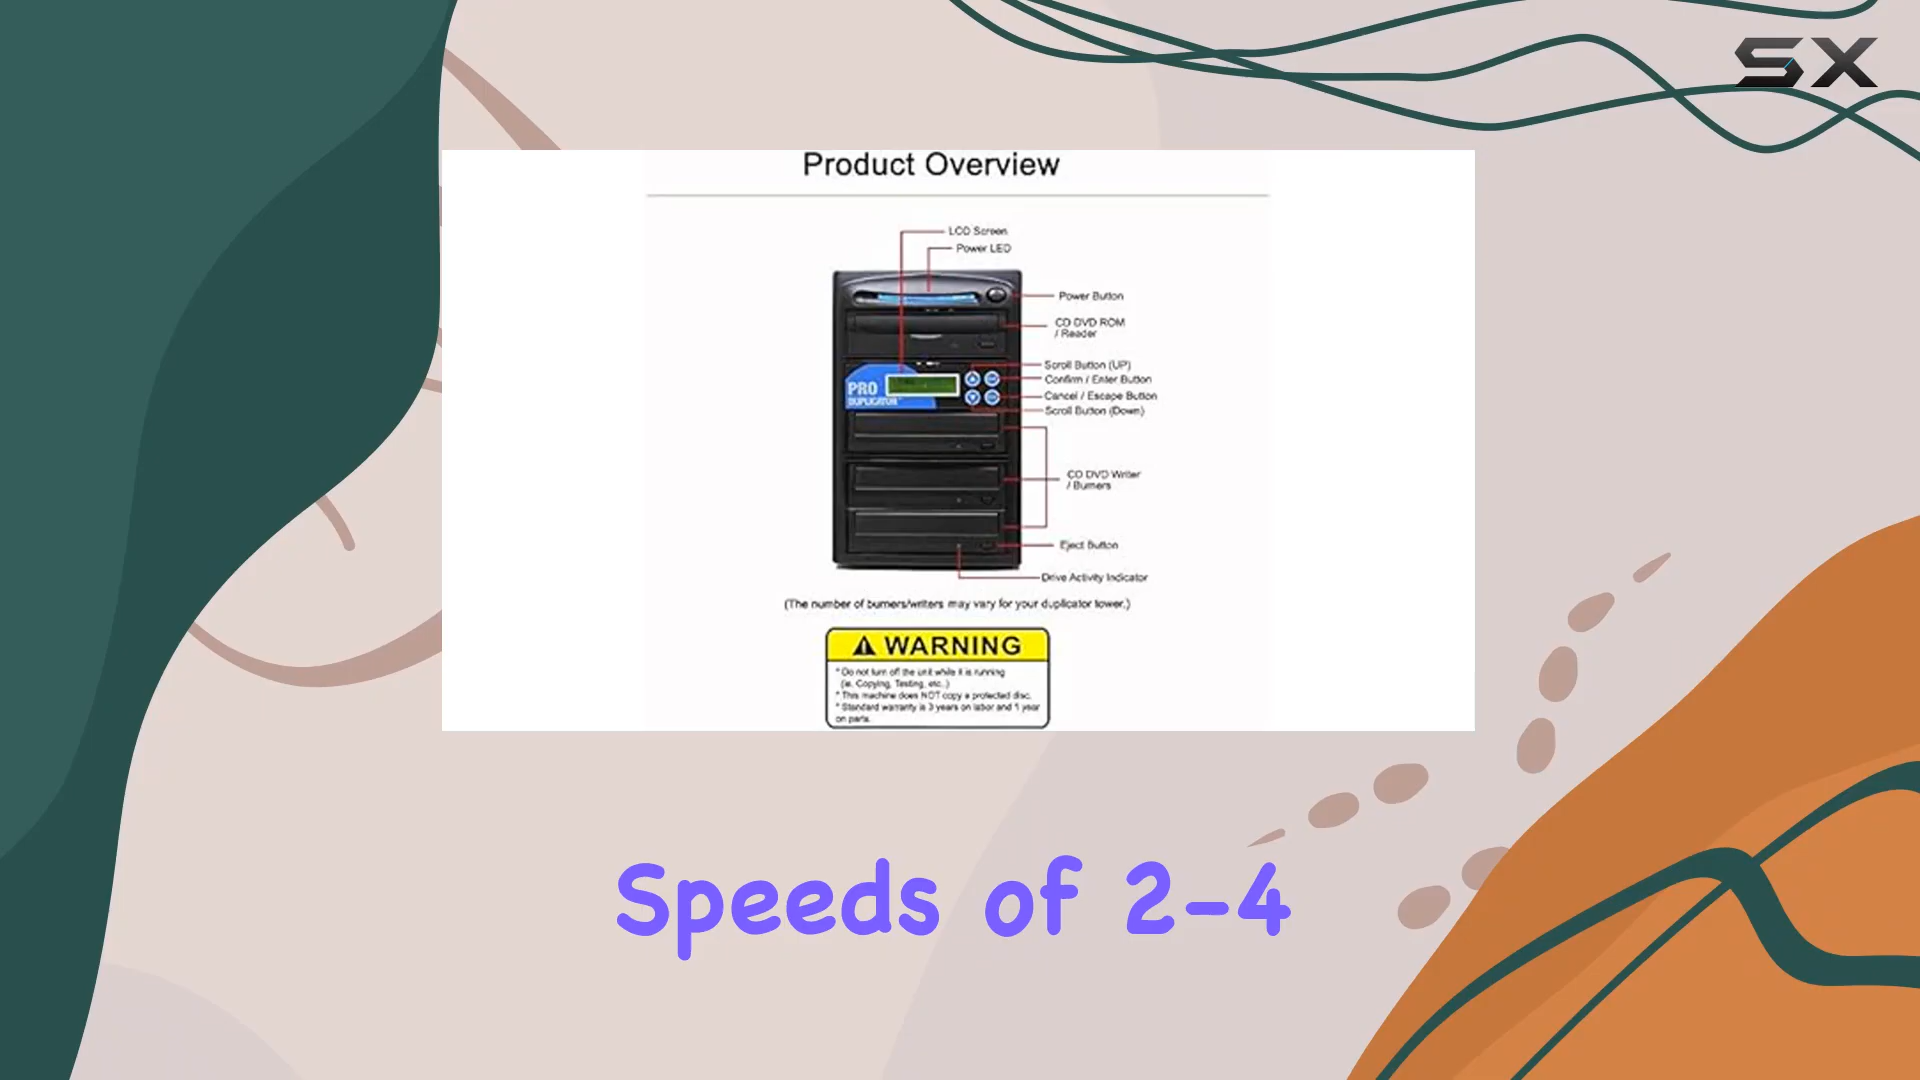 SX
Product Overview
LCD Screen
Power LED
Power Button
CD DVD ROM
/ Reader
Scroll Button (UP)
Confirm / Enter Button
Cancel / Escape Button
Scroll Button (Down)
PRO
DUPLICATOR
CD DVD Writer
/ Burners
Eject Button
Drive Activity Indicator
(The number of burners/writers may vary for your duplicator tower.)
WARNING
* Do not turn off the unit while it is running
(ie. Copying, Testing, etc..)
* This machine does NOT copy a protected disc.
* Standard warranty is 3 years on labor and 1 year
on parts.
Speeds of 2-4